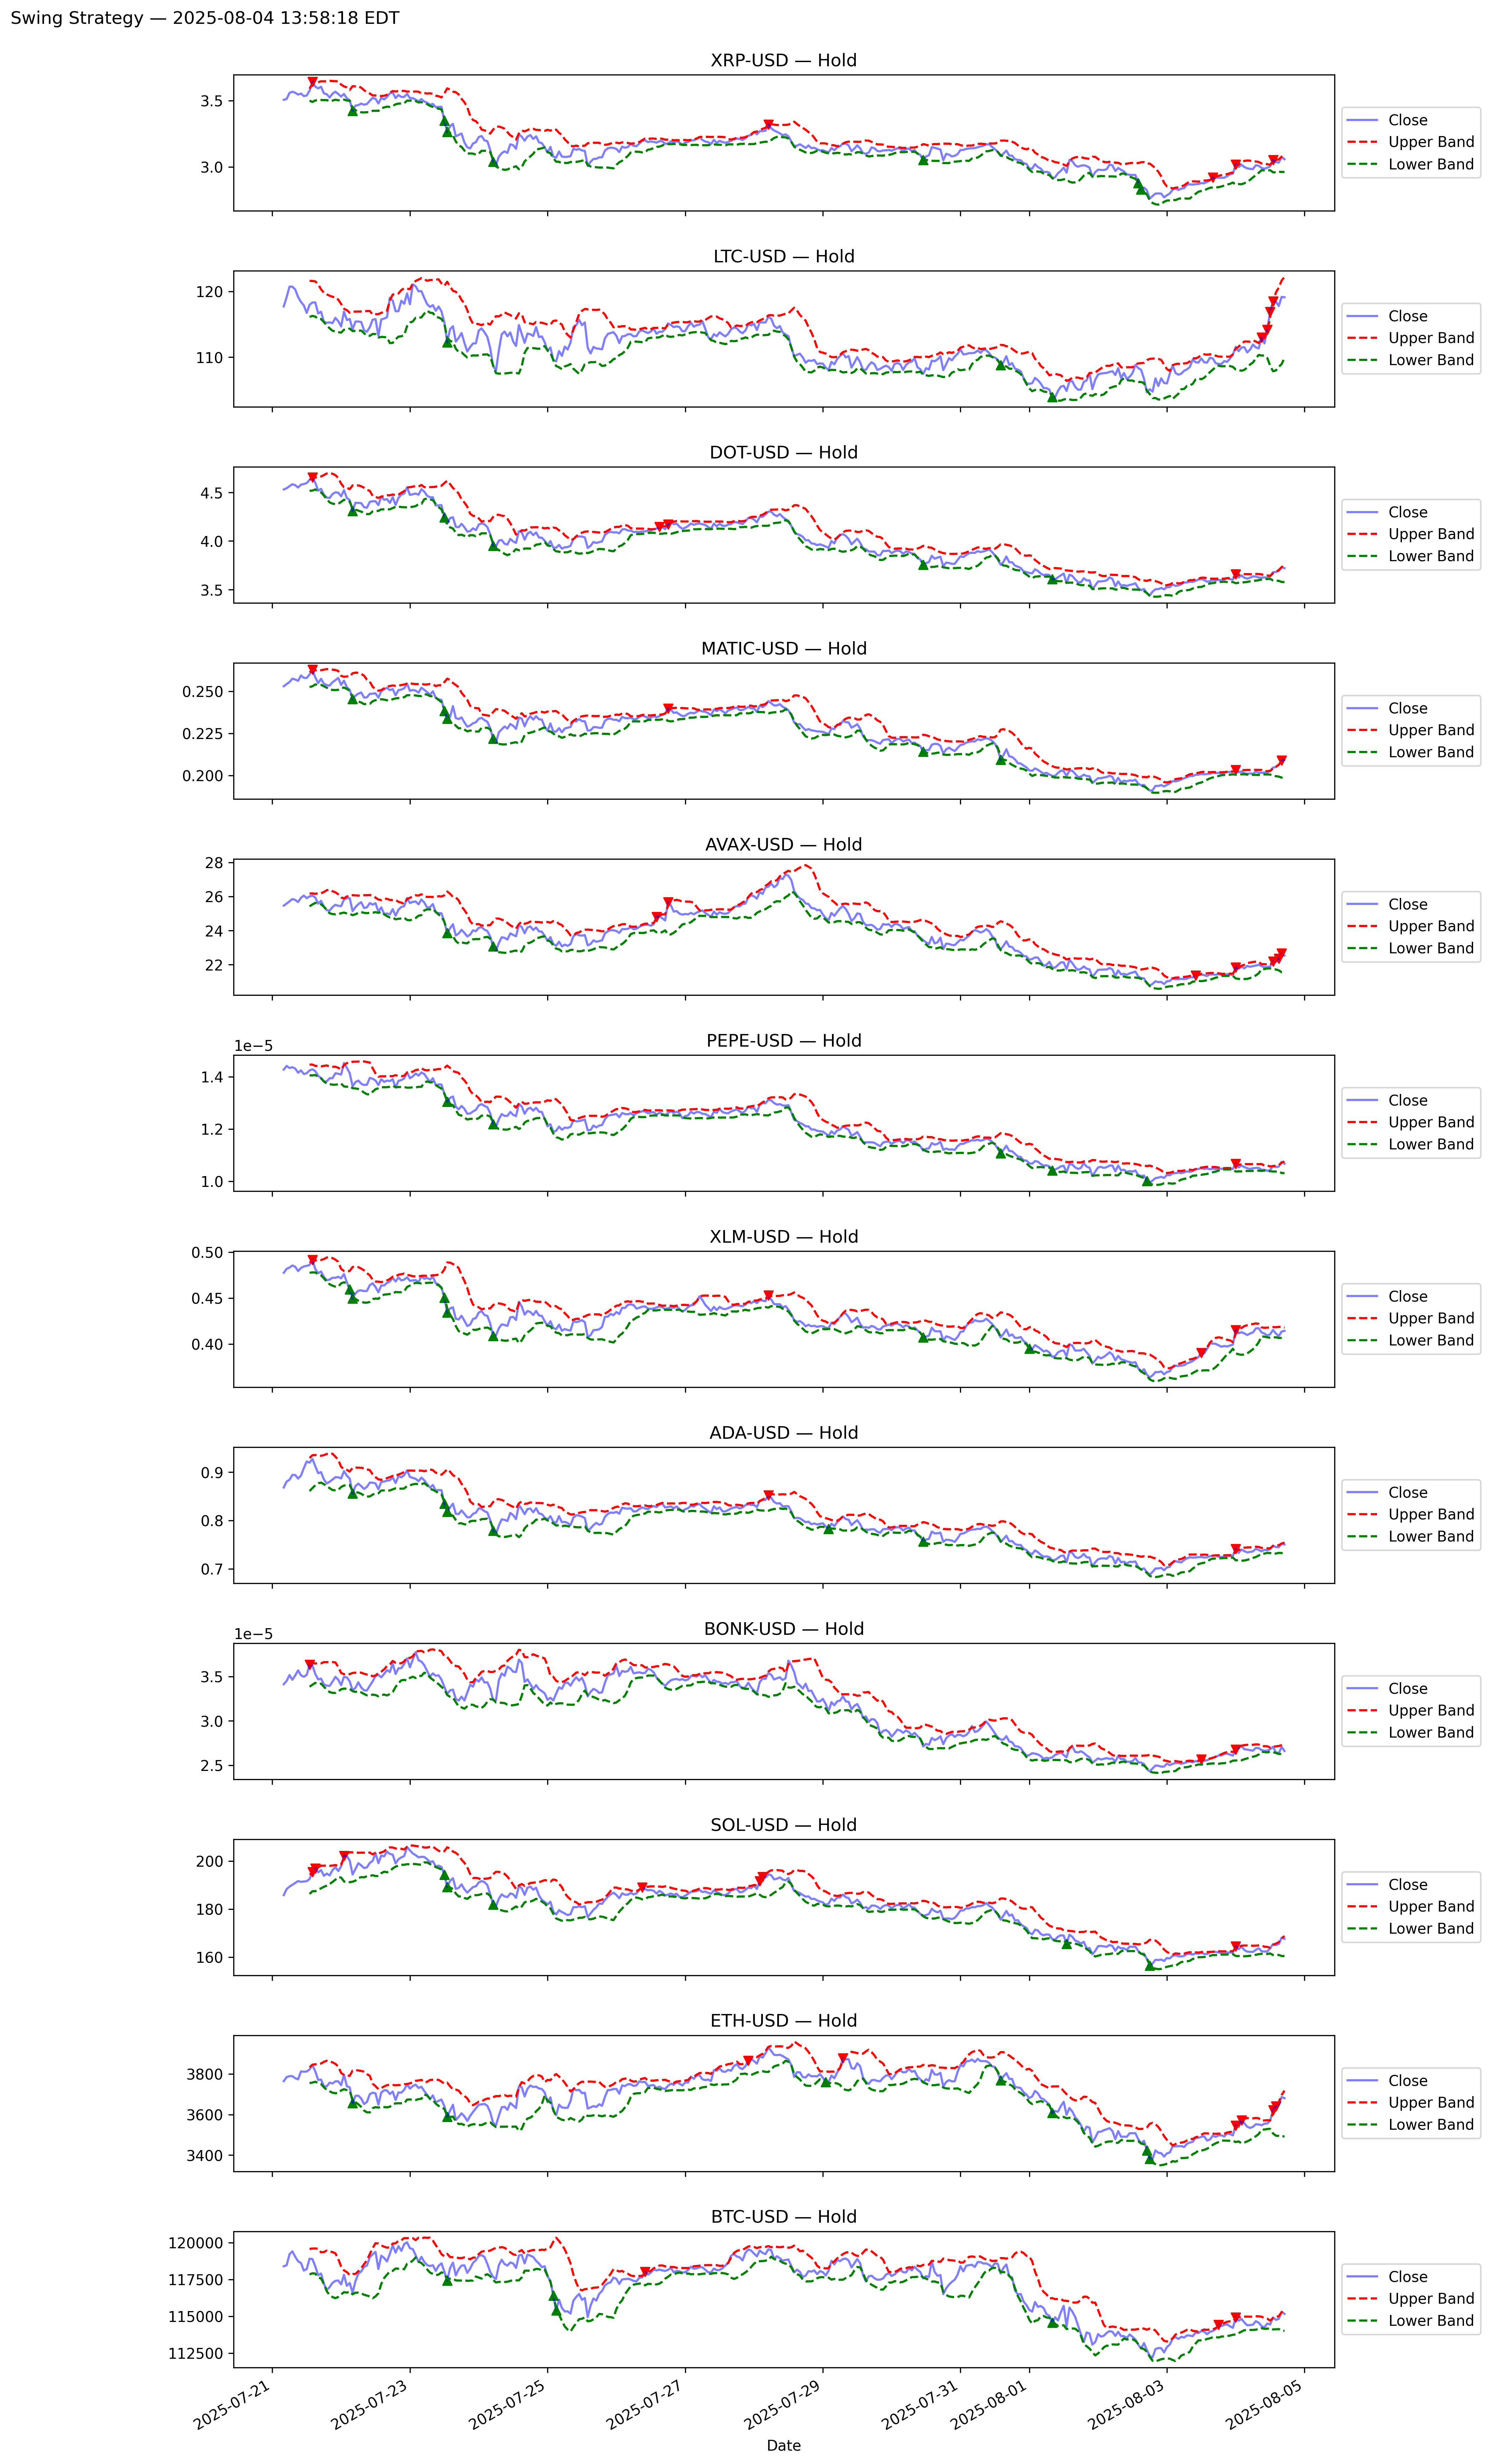 Swing Strategy — 2025-08-04 13:58:18 EDT
XRP-USD — Hold
3.5
3.0
Close
Upper Band
Lower Band
LTC-USD — Hold
120
110
Close
Upper Band
Lower Band
DOT-USD — Hold
4.5
4.0
3.5
Close
Upper Band
Lower Band
MATIC-USD — Hold
0.250
0.225
0.200
Close
Upper Band
Lower Band
AVAX-USD — Hold
28
26
24
22
Close
Upper Band
Lower Band
PEPE-USD — Hold
1e−5
1.4
1.2
1.0
Close
Upper Band
Lower Band
XLM-USD — Hold
0.50
0.45
0.40
Close
Upper Band
Lower Band
ADA-USD — Hold
0.9
0.8
0.7
Close
Upper Band
Lower Band
BONK-USD — Hold
1e−5
3.5
3.0
2.5
Close
Upper Band
Lower Band
SOL-USD — Hold
200
180
160
Close
Upper Band
Lower Band
ETH-USD — Hold
3800
3600
3400
Close
Upper Band
Lower Band
BTC-USD — Hold
120000
117500
115000
112500
Close
Upper Band
Lower Band
2025-07-21
2025-07-23
2025-07-25
2025-07-27
2025-07-29
2025-07-31
2025-08-01
2025-08-03
2025-08-05
Date